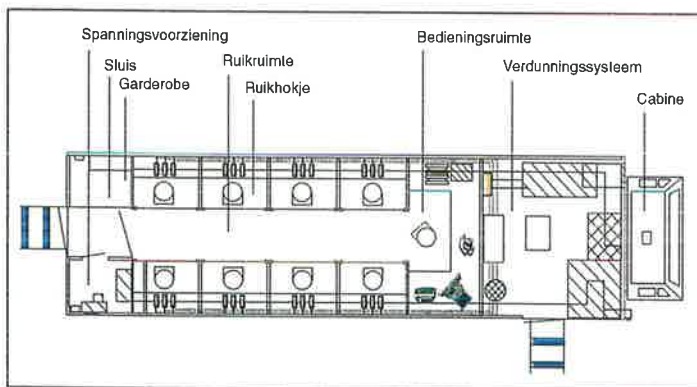 Spanningsvoorziening
Sluis
Garderobe
Ruikruimte
Ruikhokje
Bedieningsruimte
Verdunningssysteem
Cabine